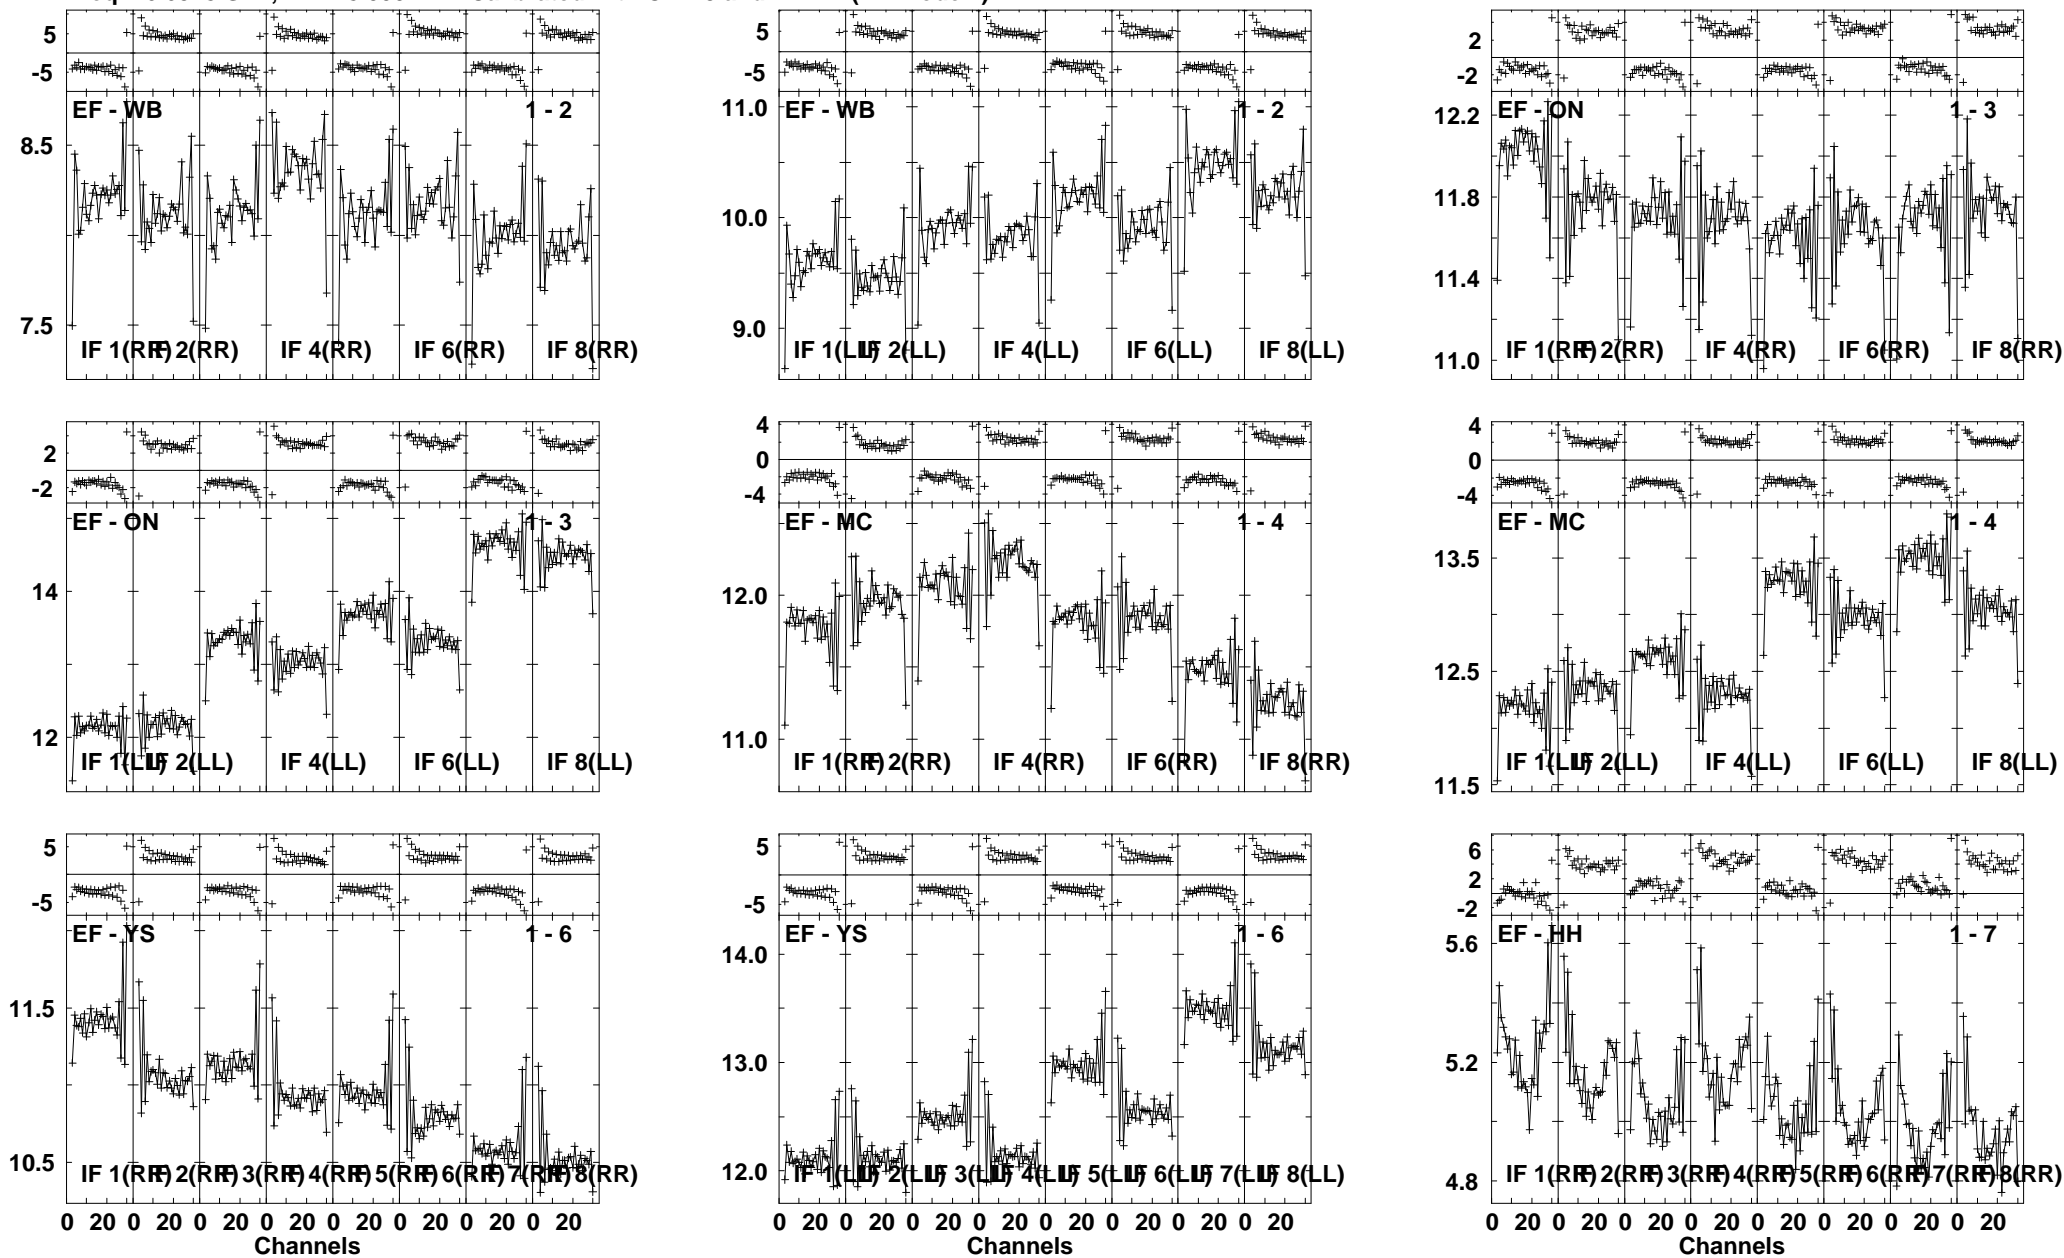 5 5 2
-5 -5 -2
EF - WB 1 - 2 EF - WB 1 - 2 EF - ON 1 - 3
11.0
12.2
8.5
11.8
10.0
11.4
7.5 9.0
IF 1(RR) IF 2(RR) IF 4(RR) IF 6(RR) IF 8(RR) IF 1(LL) IF 2(LL) IF 4(LL) IF 6(LL) IF 8(LL) IF 1(RR) IF 2(RR) IF 4(RR) IF 6(RR) IF 8(RR)
11.0
4 4
2 0 0
-2 -4 -4
EF - ON 1 - 3 EF - MC 1 - 4 EF - MC 1 - 4
13.5
14 12.0
12.5
12 11.0
IF 1(LL) IF 2(LL) IF 4(LL) IF 6(LL) IF 8(LL) IF 1(RR) IF 2(RR) IF 4(RR) IF 6(RR) IF 8(RR) IF 1(LL) IF 2(LL) IF 4(LL) IF 6(LL) IF 8(LL)
11.5
5 5 6
2
-5 -5 -2
EF - YS 1 - 6 EF - YS 1 - 6 EF - HH 1 - 7
14.0 5.6
11.5
13.0 5.2
10.5 12.0 4.8
IF 1(RR) IF 2(RR) IF 3(RR) IF 4(RR) IF 5(RR) IF 6(RR) IF 7(RR) IF 8(RR) IF 1(LL) IF 2(LL) IF 3(LL) IF 4(LL) IF 5(LL) IF 6(LL) IF 7(LL) IF 8(LL) IF 1(RR) IF 2(RR) IF 3(RR) IF 4(RR) IF 5(RR) IF 6(RR) IF 7(RR) IF 8(RR)
0 20 0 20 0 20 0 20 0 20 0 20 0 20 0 20 0 20 0 20 0 20 0 20 0 20 0 20 0 20 0 20 0 20 0 20 0 20 0 20 0 20 0 20 0 20 0 20
Channels Channels Channels